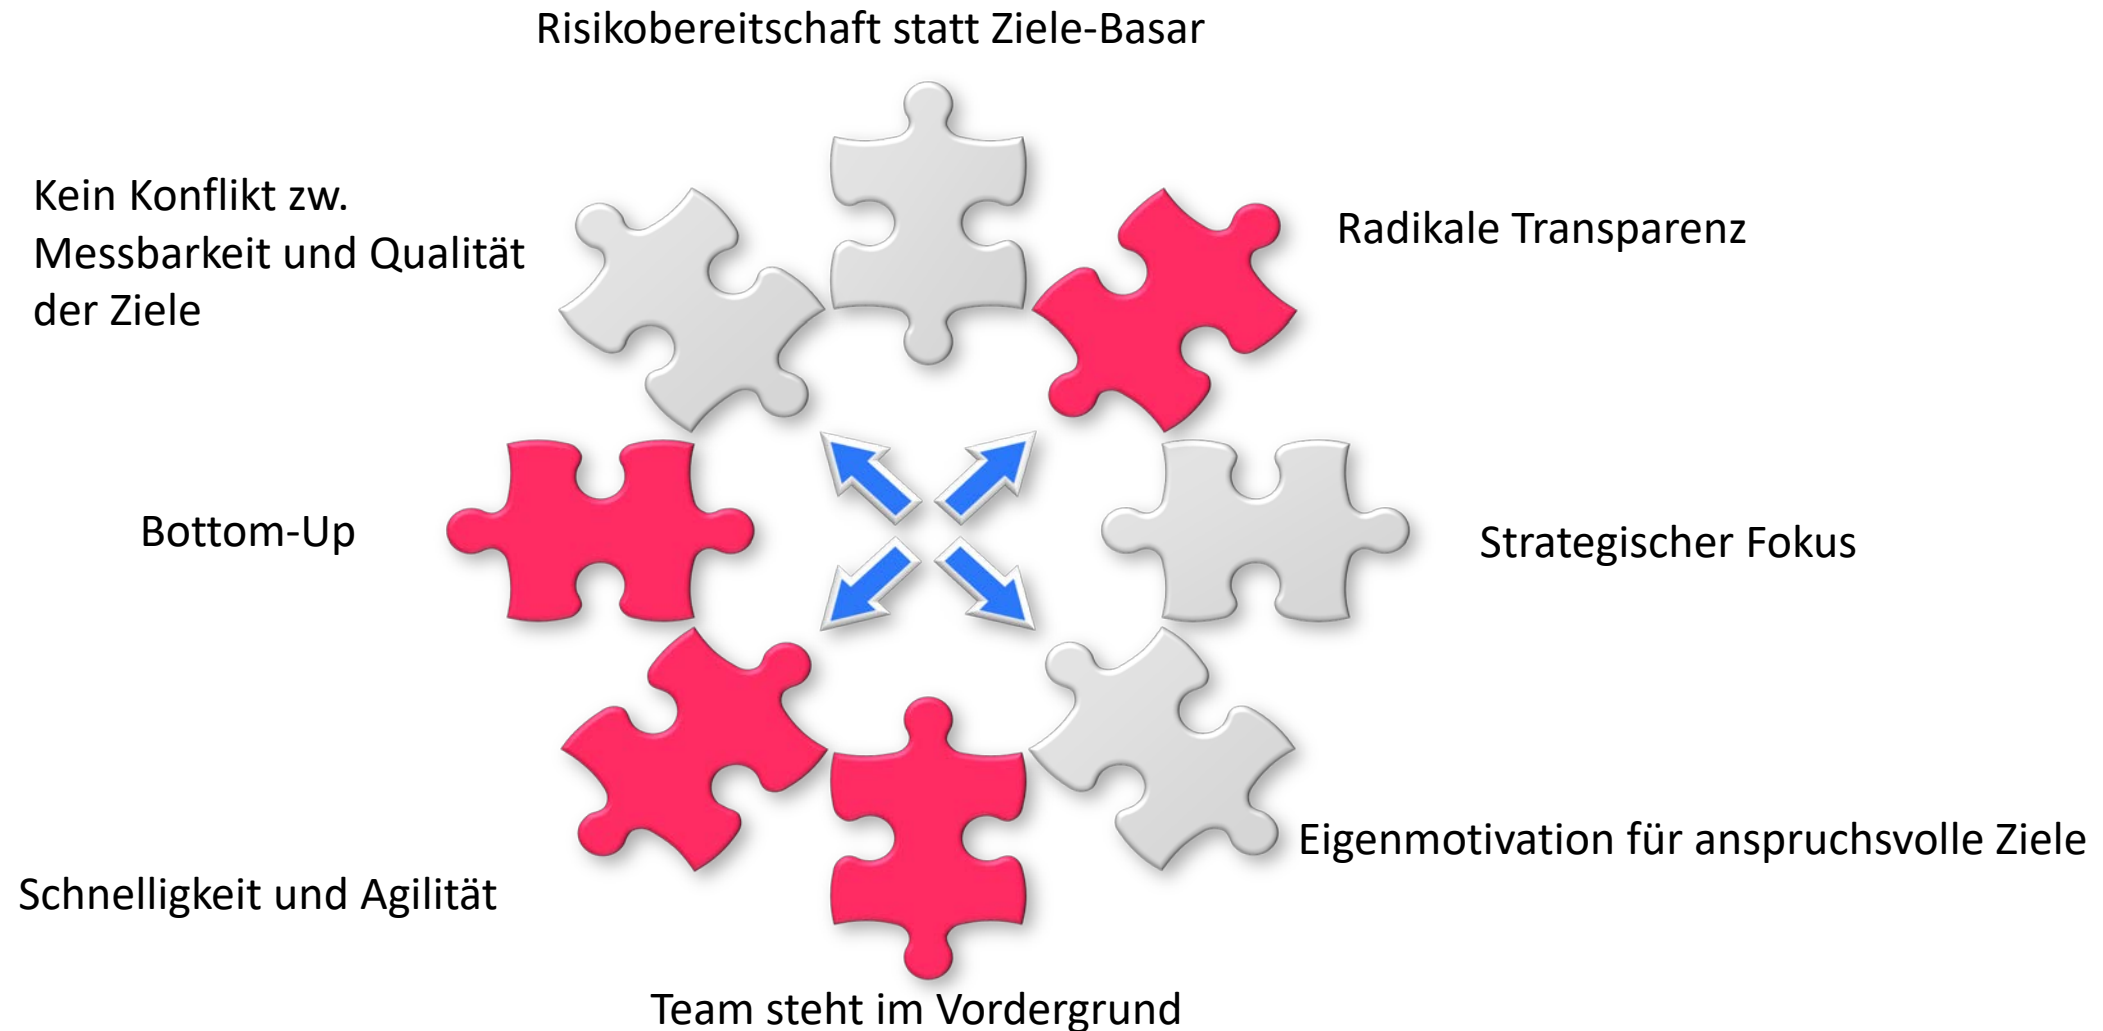 Risikobereitschaft statt Ziele-Basar
Kein Konflikt zw.
Messbarkeit und Qualität
der Ziele
Radikale Transparenz
Bottom-Up
Strategischer Fokus
Eigenmotivation für anspruchsvolle Ziele
Schnelligkeit und Agilität
Team steht im Vordergrund